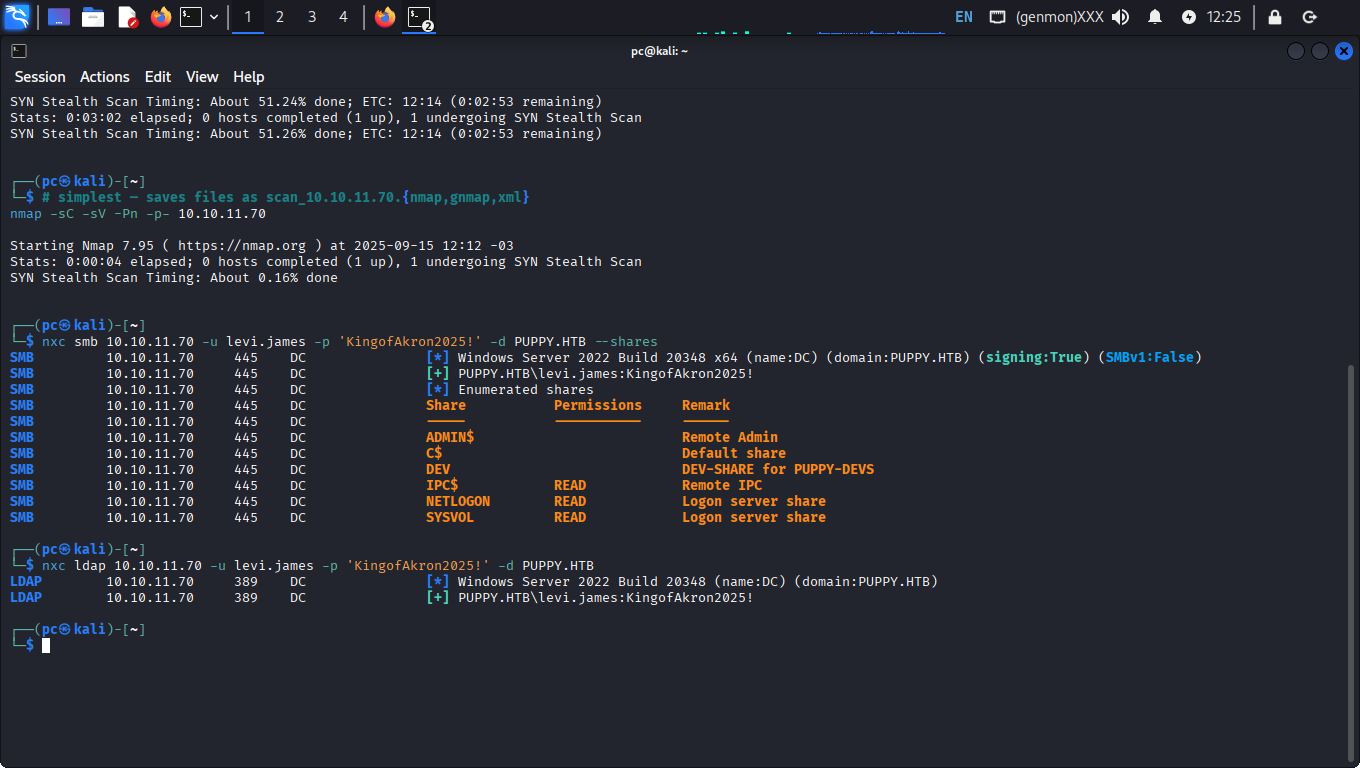 1 2 3 4 2 EN (genmon)XXX 12:25
pc@kali: ~
Session Actions Edit View Help
SYN Stealth Scan Timing: About 51.24% done; ETC: 12:14 (0:02:53 remaining)
Stats: 0:03:02 elapsed; 0 hosts completed (1 up), 1 undergoing SYN Stealth Scan
SYN Stealth Scan Timing: About 51.26% done; ETC: 12:14 (0:02:53 remaining)
┌──(pc㉿kali)-[~]
└─$ # simplest — saves files as scan_10.10.11.70.{nmap,gnmap,xml}
nmap -sC -sV -Pn -p- 10.10.11.70
Starting Nmap 7.95 ( https://nmap.org ) at 2025-09-15 12:12 -03
Stats: 0:00:04 elapsed; 0 hosts completed (1 up), 1 undergoing SYN Stealth Scan
SYN Stealth Scan Timing: About 0.16% done
┌──(pc㉿kali)-[~]
└─$ nxc smb 10.10.11.70 -u levi.james -p 'KingofAkron2025!' -d PUPPY.HTB --shares
SMB 10.10.11.70 445 DC [*] Windows Server 2022 Build 20348 x64 (name:DC) (domain:PUPPY.HTB) (signing:True) (SMBv1:False)
SMB 10.10.11.70 445 DC [+] PUPPY.HTB\levi.james:KingofAkron2025!
SMB 10.10.11.70 445 DC [*] Enumerated shares
SMB 10.10.11.70 445 DC Share Permissions Remark
SMB 10.10.11.70 445 DC ----- ----------- ------
SMB 10.10.11.70 445 DC ADMIN$ Remote Admin
SMB 10.10.11.70 445 DC C$ Default share
SMB 10.10.11.70 445 DC DEV DEV-SHARE for PUPPY-DEVS
SMB 10.10.11.70 445 DC IPC$ READ Remote IPC
SMB 10.10.11.70 445 DC NETLOGON READ Logon server share
SMB 10.10.11.70 445 DC SYSVOL READ Logon server share
┌──(pc㉿kali)-[~]
└─$ nxc ldap 10.10.11.70 -u levi.james -p 'KingofAkron2025!' -d PUPPY.HTB
LDAP 10.10.11.70 389 DC [*] Windows Server 2022 Build 20348 (name:DC) (domain:PUPPY.HTB)
LDAP 10.10.11.70 389 DC [+] PUPPY.HTB\levi.james:KingofAkron2025!
┌──(pc㉿kali)-[~]
└─$